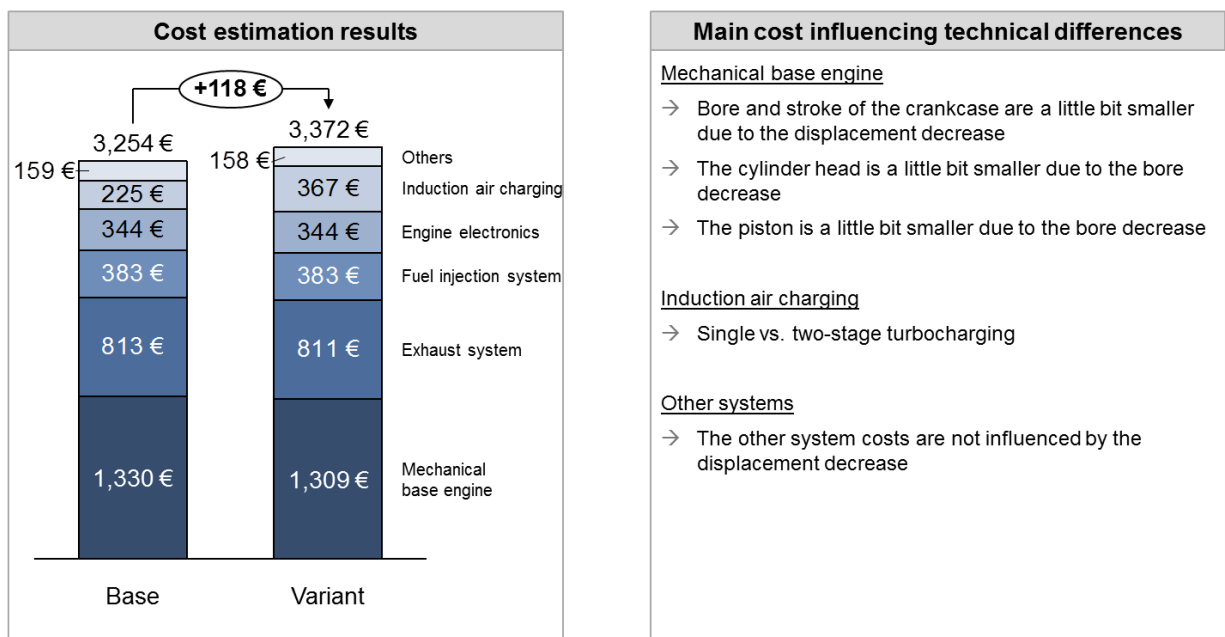 Cost estimation results
+118 €
3,254 €
3,372 €
159 €
158 €
Others
225 €
367 €
Induction air charging
344 €
344 €
Engine electronics
383 €
383 €
Fuel injection system
813 €
811 €
Exhaust system
1,330 €
1,309 €
Mechanical
base engine
Base
Variant
Main cost influencing technical differences
Mechanical base engine
→ Bore and stroke of the crankcase are a little bit smaller
due to the displacement decrease
→ The cylinder head is a little bit smaller due to the bore
decrease
→ The piston is a little bit smaller due to the bore decrease
Induction air charging
→ Single vs. two-stage turbocharging
Other systems
→ The other system costs are not influenced by the
displacement decrease